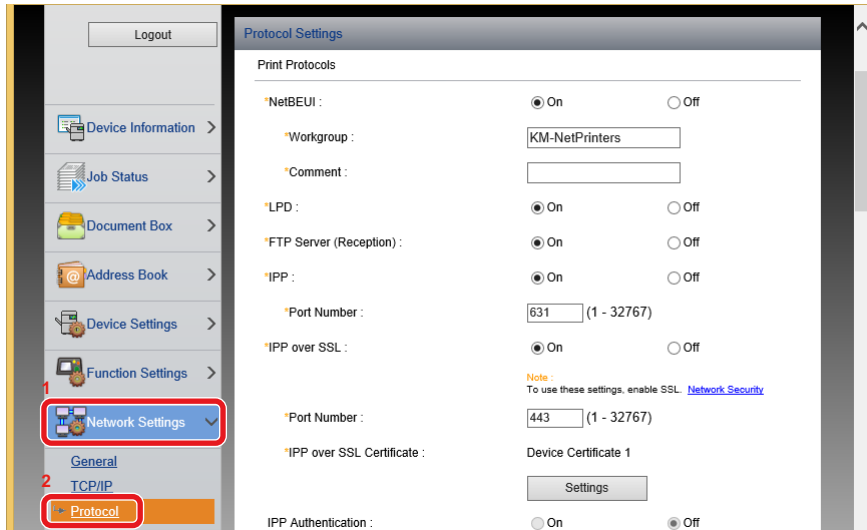 Logout
Device Information
Job Status
Document Box
Address Book
Device Settings
Function Settings
1
Network Settings
General
2
TCP/IP
Protocol
Protocol Settings
Print Protocols
*NetBEUI : On Off
*Workgroup : KM-NetPrinters
*Comment :
*LPD : On Off
*FTP Server (Reception) : On Off
*IPP : On Off
*Port Number : 631 (1 - 32767)
*IPP over SSL : On Off
Note :
To use these settings, enable SSL. Network Security
*Port Number : 443 (1 - 32767)
*IPP over SSL Certificate : Device Certificate 1
Settings
IPP Authentication : On Off